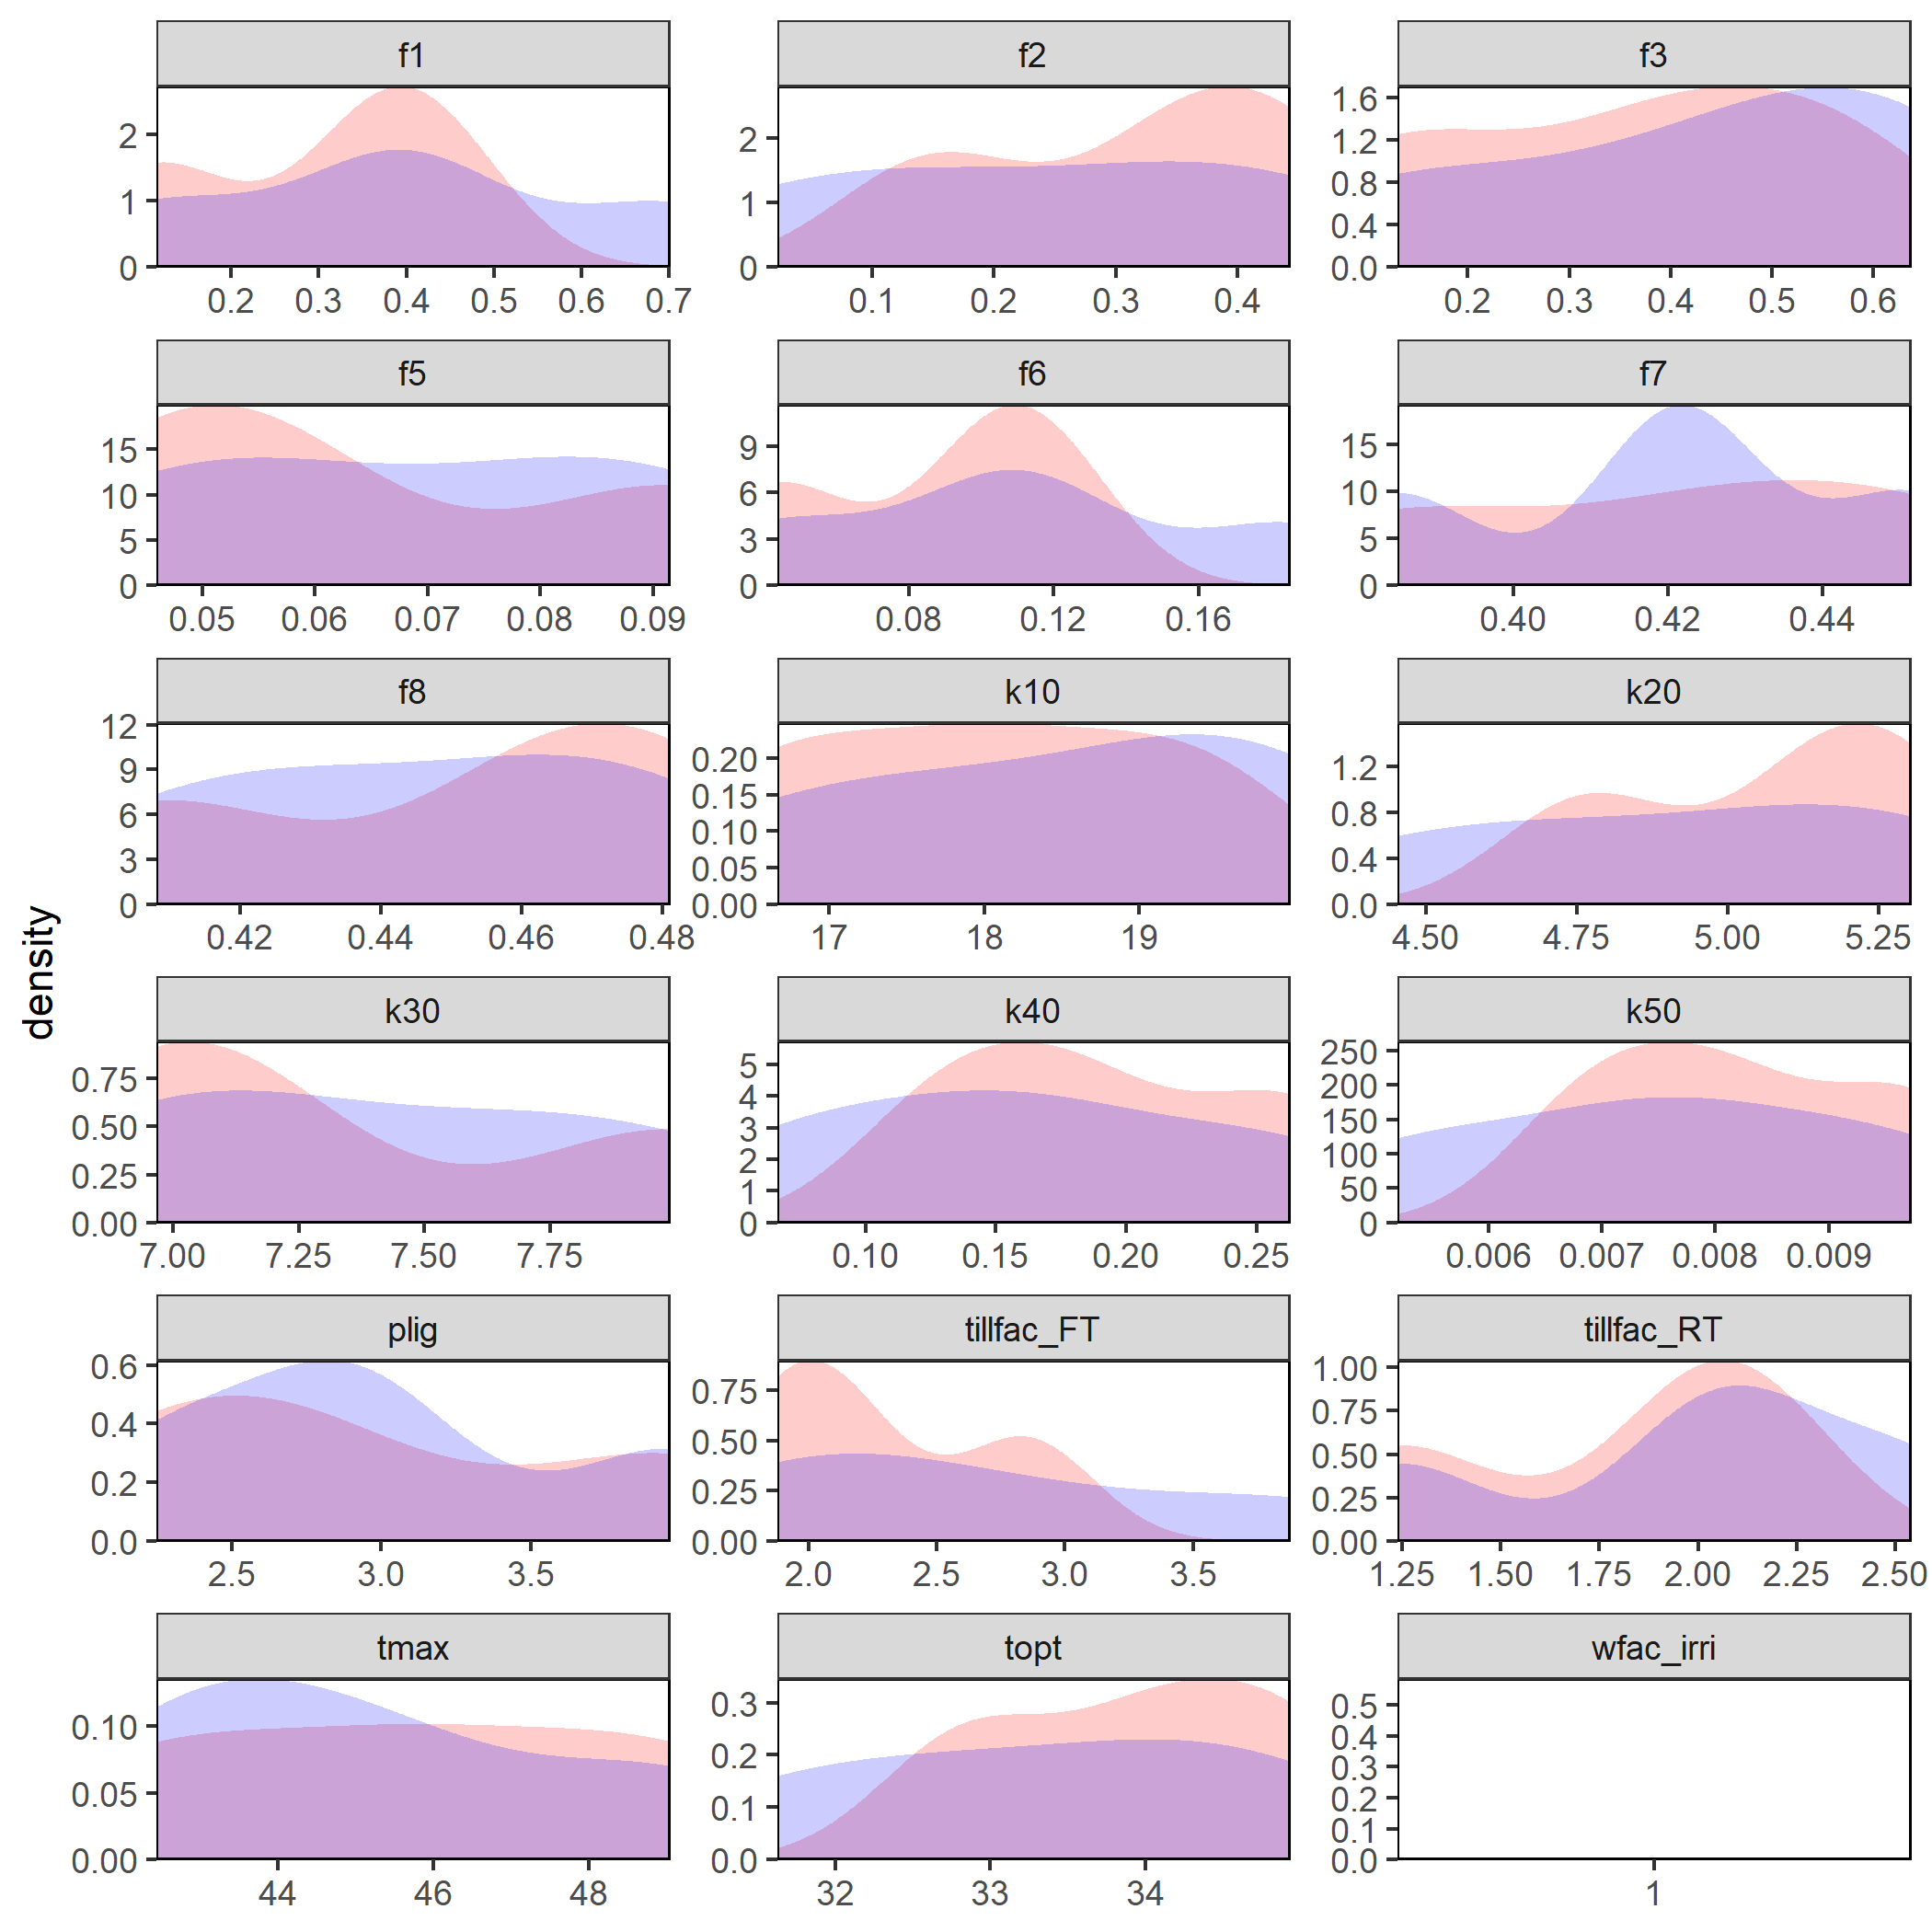 f1 f2 f3
2 1 0
0.2 0.3 0.4 0.5 0.6 0.7
2 1 0
0.1 0.2 0.3 0.4
1.6 1.2 0.8 0.4 0.0
0.2 0.3 0.4 0.5 0.6
f5 f6 f7
15 10 5 0
0.05 0.06 0.07 0.08 0.09
9 6 3 0
0.08 0.12 0.16
15 10 5 0
0.40 0.42 0.44
f8 k10 k20
12 9 6 3 0
0.42 0.44 0.46 0.48
0.20 0.15 0.10 0.05 0.00
17 18 19
1.2 0.8 0.4 0.0
4.50 4.75 5.00 5.25
density
k30 k40 k50
0.75 0.50 0.25 0.00
7.00 7.25 7.50 7.75
5 4 3 2 1 0
0.10 0.15 0.20 0.25
250 200 150 100 50 0
0.006 0.007 0.008 0.009
plig tillfac_FT tillfac_RT
0.6 0.4 0.2 0.0
2.5 3.0 3.5
0.75 0.50 0.25 0.00
2.0 2.5 3.0 3.5
1.00 0.75 0.50 0.25 0.00
1.25 1.50 1.75 2.00 2.25 2.50
tmax topt wfac_irri
0.10 0.05 0.00
44 46 48
0.3 0.2 0.1 0.0
32 33 34
0.5 0.4 0.3 0.2 0.1 0.0
1